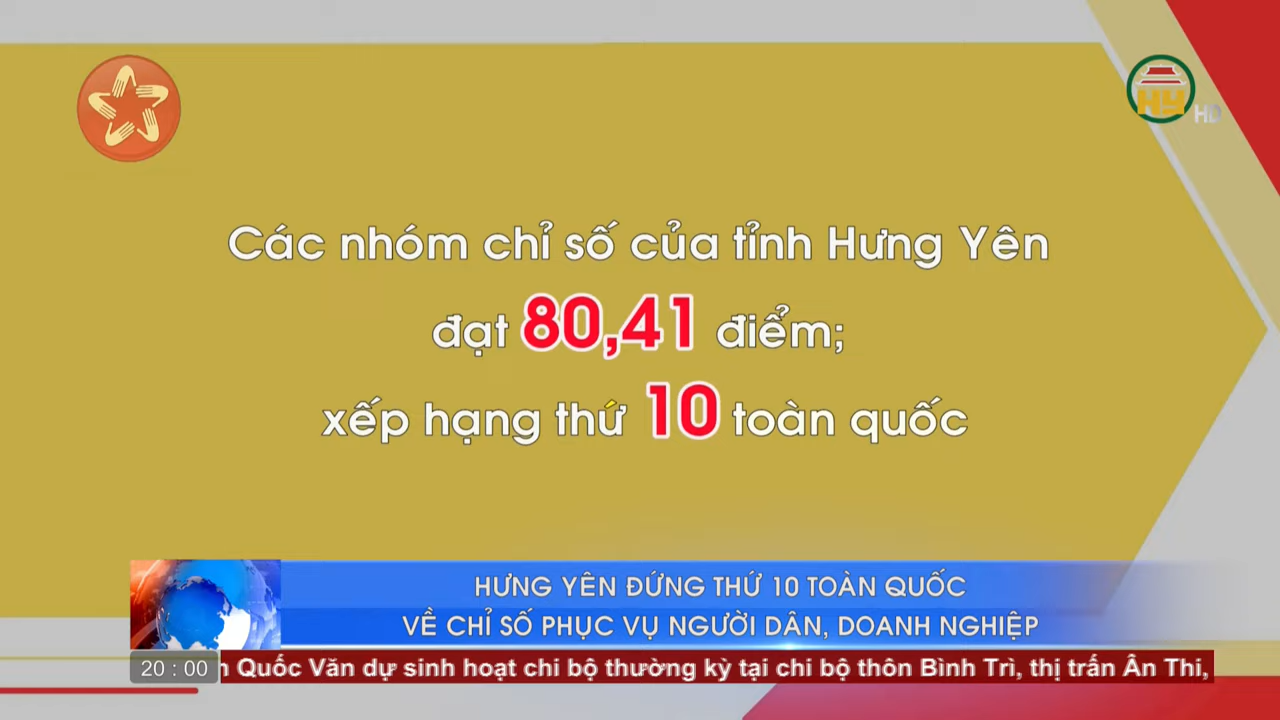 HY
HD
Các nhóm chỉ số của tỉnh Hưng Yên
đạt 80,41 điểm;
xếp hạng thứ 10 toàn quốc
HƯNG YÊN ĐỨNG THỨ 10 TOÀN QUỐC
VỀ CHỈ SỐ PHỤC VỤ NGƯỜI DÂN, DOANH NGHIỆP
20 : 00 Quốc Văn dự sinh hoạt chi bộ thường kỳ tại chi bộ thôn Bình Trì, thị trấn Ân Thi,